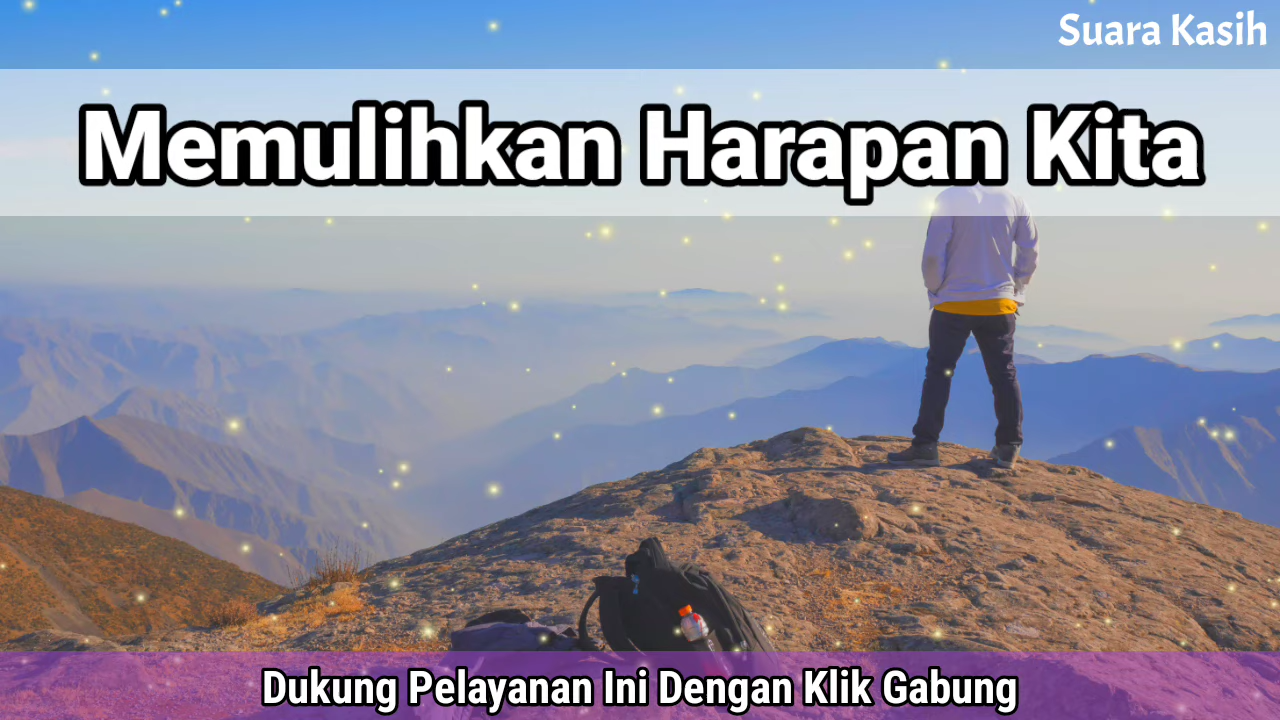 Suara Kasih
Memulihkan Harapan Kita
Dukung Pelayanan Ini Dengan Klik Gabung